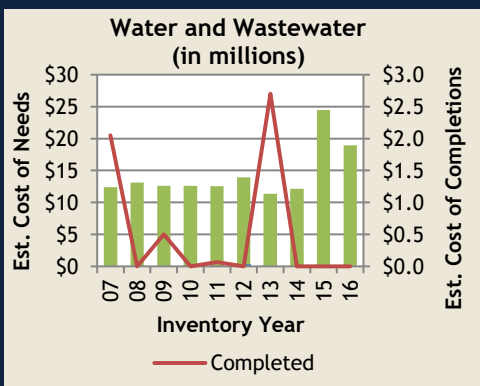 Water and Wastewater
(in millions)
Est. Cost of Needs
$30
$25
$20
$15
$10
$5
$0
$3.0
$2.5
$2.0
$1.5
$1.0
$0.5
$0.0
Est. Cost of Completions
07 08 09 10 11 12 13 14 15 16
Inventory Year
Completed